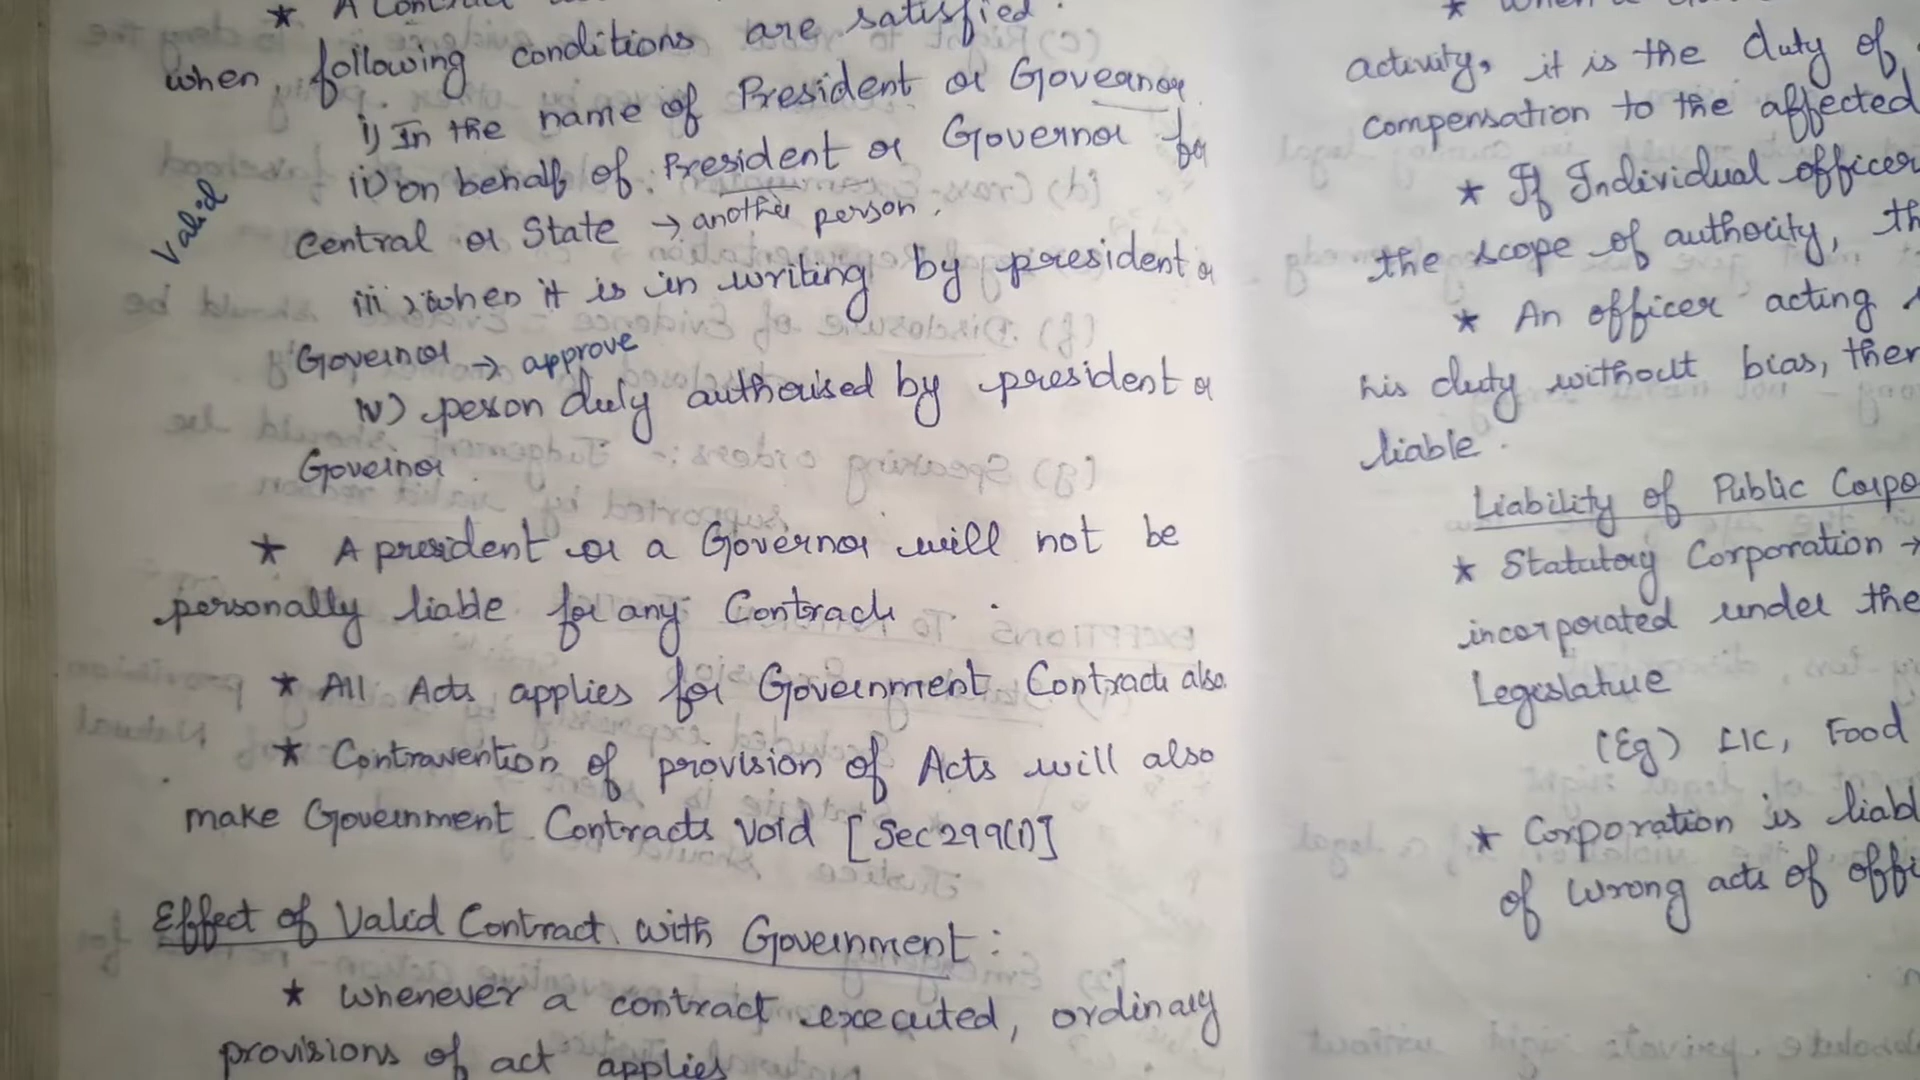 * A Contract
when following conditions are satisfied.
i) In the name of President or Governor
ii) on behalf of President or Governor for
Valid
Central or State → another person.
iii) when it is in writing by president or
Governor → approve
iv) person duly authorised by president or
Governor
* A president or a Governor will not be
personally liable for any Contract
* All Acts applies for Government Contract also.
* Contravention of provision of Acts will also
make Government Contracts void [Sec 299(1)]
Effect of Valid Contract with Government:
* Whenever a contract executed, ordinary
provisions of act applies
activity, it is the duty of
compensation to the affected
* If Individual officer
the scope of authority,
* An officer acting
his duty without bias,
liable.
Liability of Public
* Statutory Corporation →
incorporated under the
Legislature
(Eg) LIC, Food
* Corporation is
of wrong acts of